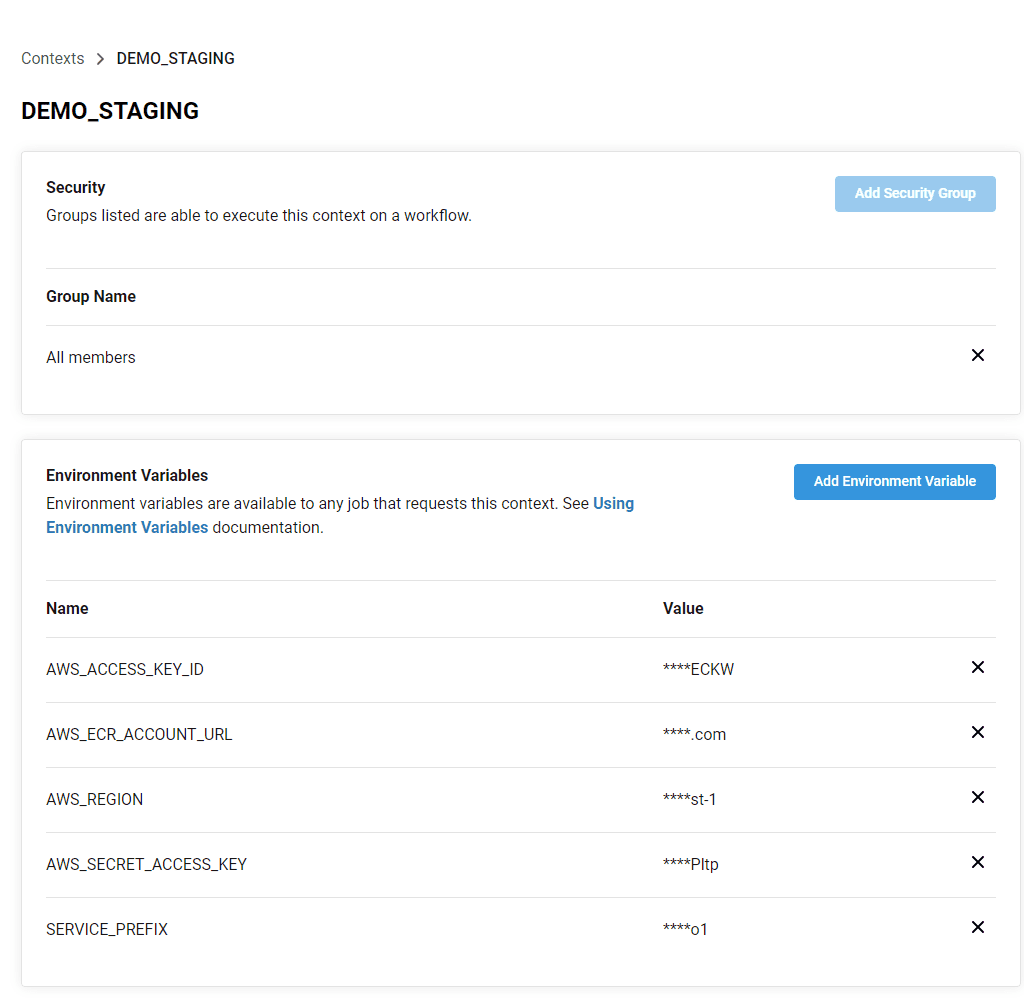 Contexts > DEMO_STAGING
DEMO_STAGING
Security
Add Security Group
Groups listed are able to execute this context on a workflow.
Group Name
All members
Environment Variables
Add Environment Variable
Environment variables are available to any job that requests this context. See Using
Environment Variables documentation.
Name Value
AWS_ACCESS_KEY_ID ****ECKW
AWS_ECR_ACCOUNT_URL ****.com
AWS_REGION ****st-1
AWS_SECRET_ACCESS_KEY ****PItp
SERVICE_PREFIX ****o1